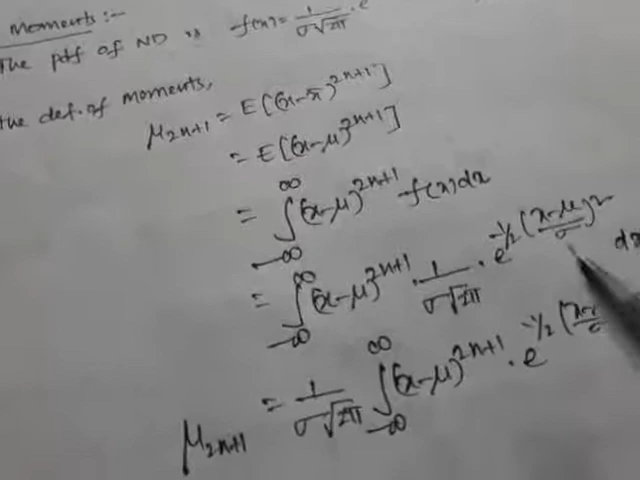 Moments:-
The pdf of ND is f(x) = 1/σ√2π . e
the def. of moments,
μ2n+1 = E[(x-x̄)^2n+1]
= E[(x-μ)^2n+1]
= ∫_-∞^∞ (x-μ)^2n+1 f(x)dx
= ∫_-∞^∞ (x-μ)^2n+1 . 1/σ√2π . e^-1/2(x-μ/σ)^2 dx
μ2n+1 = 1/σ√2π ∫_-∞^∞ (x-μ)^2n+1 . e^-1/2(x-